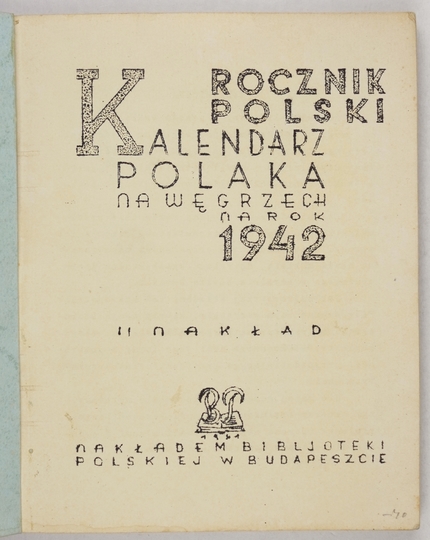 ROCZNIK
POLSKI
KALENDARZ
POLAKA
NA WĘGRZECH
NA ROK
1942
II NAKŁAD
NAKŁADEM BIBLJOTEKI
POLSKIEJ W BUDAPESZCIE